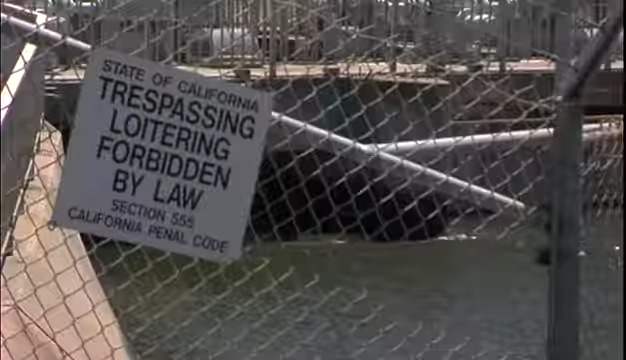 STATE OF CALIFORNIA
TRESPASSING
LOITERING
FORBIDDEN
BY LAW
SECTION 555
CALIFORNIA PENAL CODE